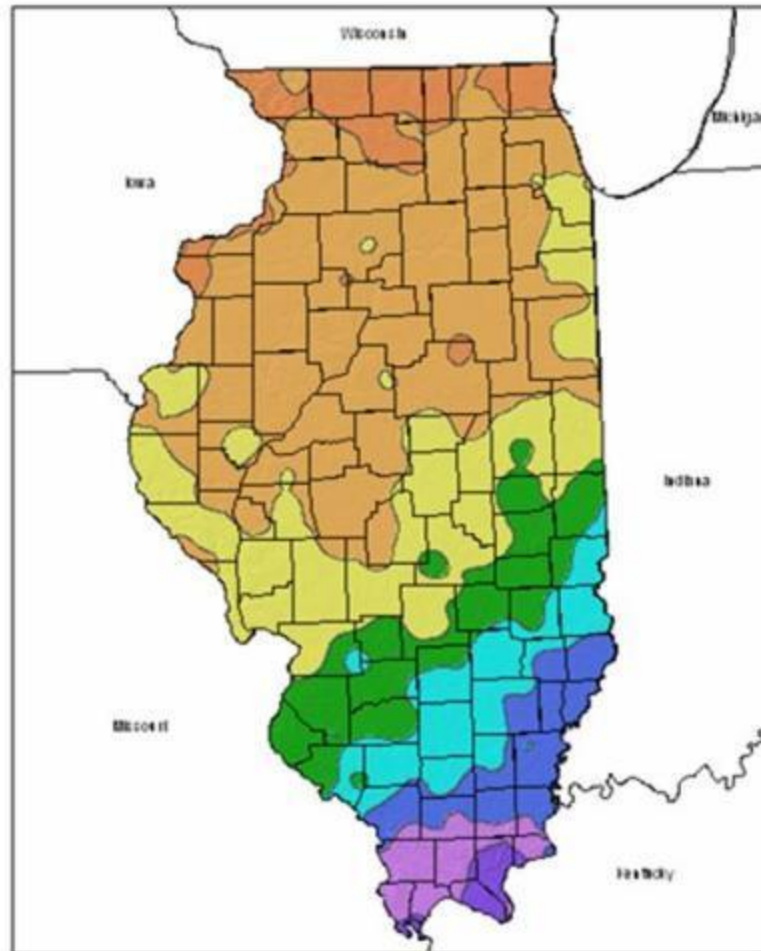 Wisconsin
Michiga
Iowa
Indiana
Missouri
Kentucky